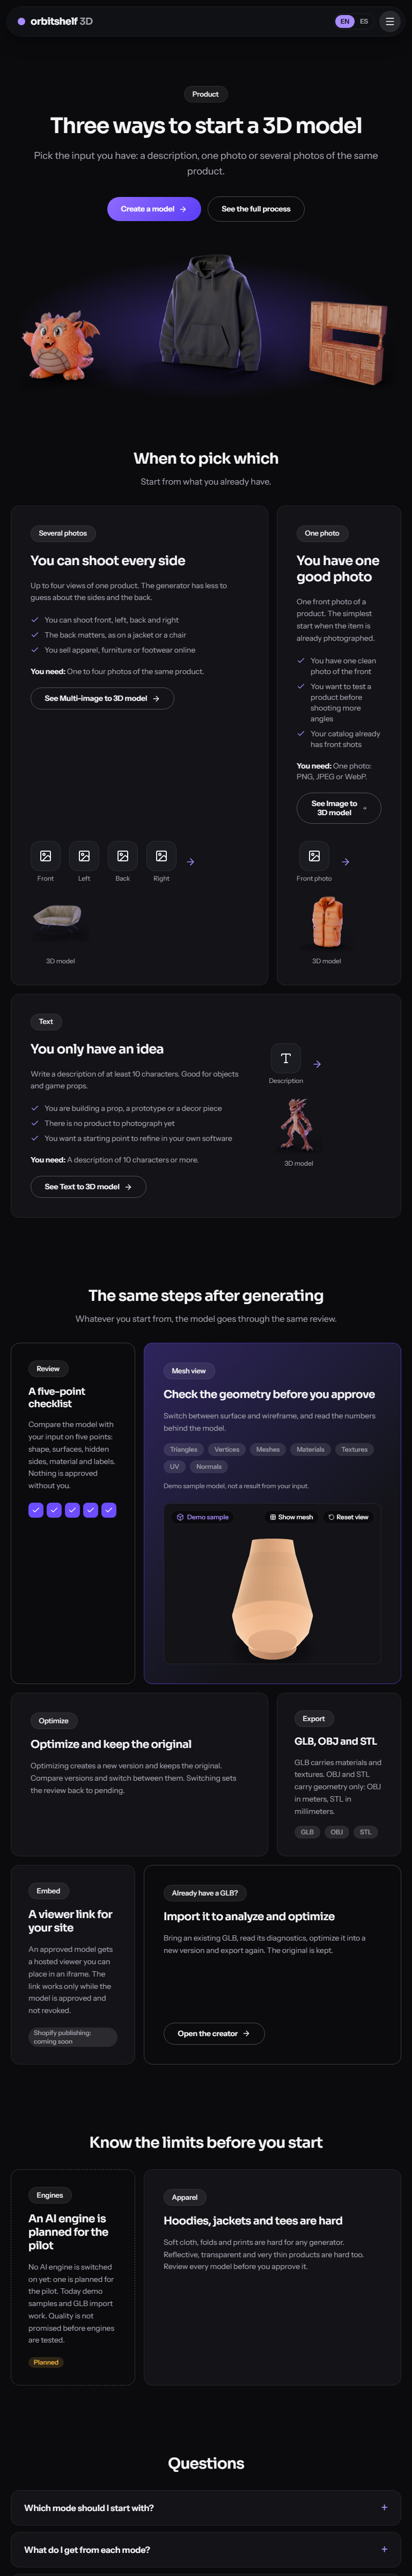 orbitshelf 3D
EN ES
Product
Three ways to start a 3D model
Pick the input you have: a description, one photo or several photos of the same
product.
Create a model
See the full process
When to pick which
Start from what you already have.
Several photos
You can shoot every side
Up to four views of one product. The generator has less to
guess about the sides and the back.
You can shoot front, left, back and right
The back matters, as on a jacket or a chair
You sell apparel, furniture or footwear online
You need: One to four photos of the same product.
See Multi-image to 3D model
Front
Left
Back
Right
3D model
One photo
You have one
good photo
One front photo of a
product. The simplest
start when the item is
already photographed.
You have one clean
photo of the front
You want to test a
product before
shooting more
angles
Your catalog already
has front shots
You need: One photo:
PNG, JPEG or WebP.
See Image to
3D model
Front photo
3D model
Text
You only have an idea
Write a description of at least 10 characters. Good for objects
and game props.
You are building a prop, a prototype or a decor piece
There is no product to photograph yet
You want a starting point to refine in your own software
You need: A description of 10 characters or more.
See Text to 3D model
Description
3D model
The same steps after generating
Whatever you start from, the model goes through the same review.
Review
A five-point
checklist
Compare the model with
your input on five points:
shape, surfaces, hidden
sides, material and labels.
Nothing is approved
without you.
Mesh view
Check the geometry before you approve
Switch between surface and wireframe, and read the numbers
behind the model.
Triangles
Vertices
Meshes
Materials
Textures
UV
Normals
Demo sample model, not a result from your input.
Demo sample
Show mesh
Reset view
Optimize
Optimize and keep the original
Optimizing creates a new version and keeps the original.
Compare versions and switch between them. Switching sets
the review back to pending.
Export
GLB, OBJ and STL
GLB carries materials and
textures. OBJ and STL
carry geometry only: OBJ
in meters, STL in
millimeters.
GLB
OBJ
STL
Embed
A viewer link for
your site
An approved model gets
a hosted viewer you can
place in an iframe. The
link works only while the
model is approved and
not revoked.
Shopify publishing:
coming soon
Already have a GLB?
Import it to analyze and optimize
Bring an existing GLB, read its diagnostics, optimize it into a
new version and export again. The original is kept.
Open the creator
Know the limits before you start
Engines
An AI engine is
planned for the
pilot
No AI engine is switched
on yet: one is planned for
the pilot. Today demo
samples and GLB import
work. Quality is not
promised before engines
are tested.
Planned
Apparel
Hoodies, jackets and tees are hard
Soft cloth, folds and prints are hard for any generator.
Reflective, transparent and very thin products are hard too.
Review every model before you approve it.
Questions
Which mode should I start with?
What do I get from each mode?